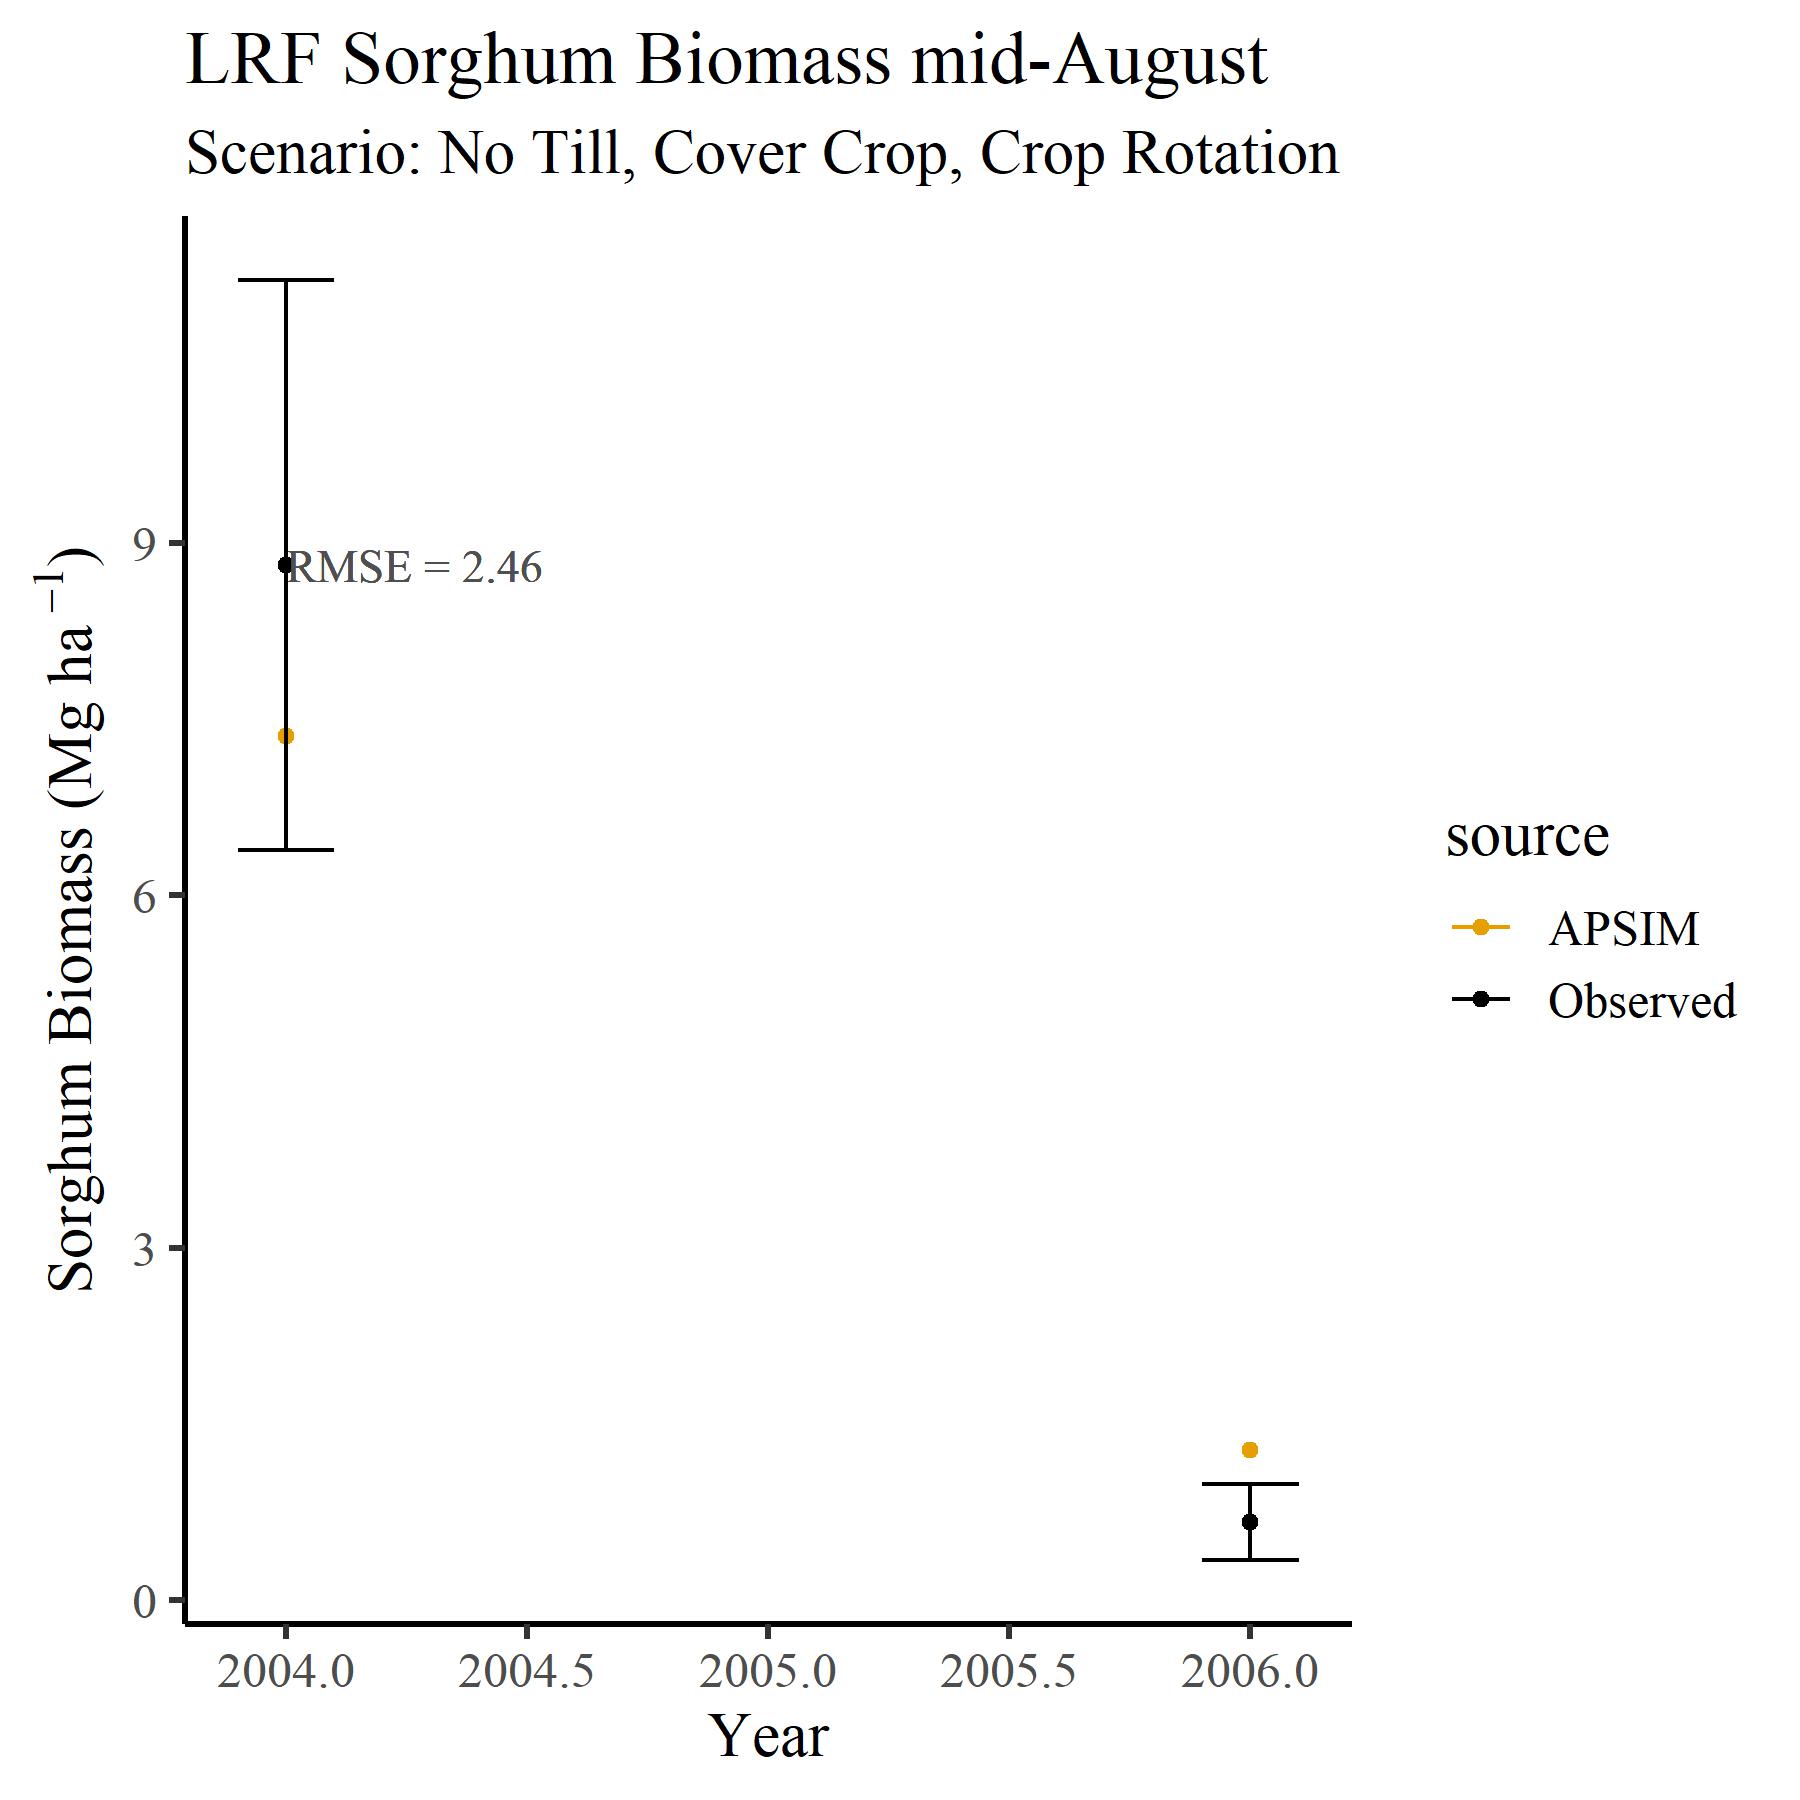 LRF Sorghum Biomass mid-August
Scenario: No Till, Cover Crop, Crop Rotation
Sorghum Biomass (Mg ha⁻¹)
9
6
3
0
RMSE = 2.46
2004.0 2004.5 2005.0 2005.5 2006.0
Year
source
APSIM
Observed